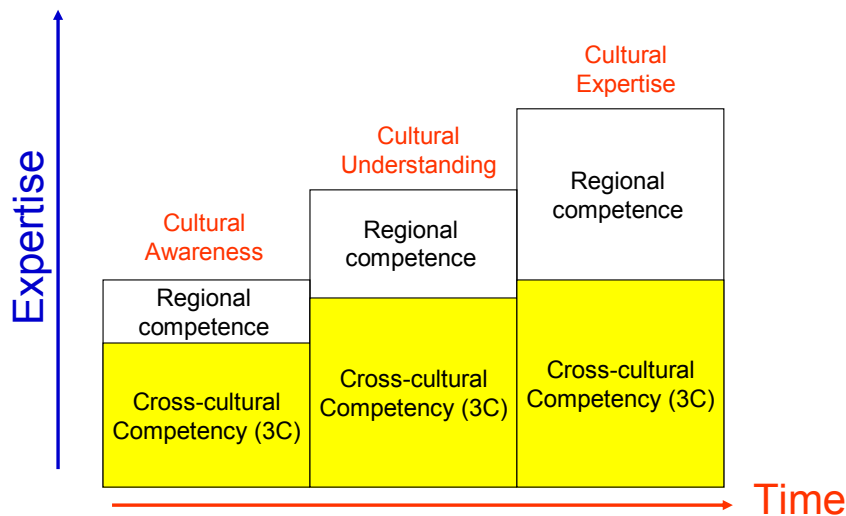 Cultural
Expertise
Cultural
Understanding
Cultural
Awareness
Expertise
Regional
competence
Regional
competence
Regional
competence
Cross-cultural
Competency (3C)
Cross-cultural
Competency (3C)
Cross-cultural
Competency (3C)
Time